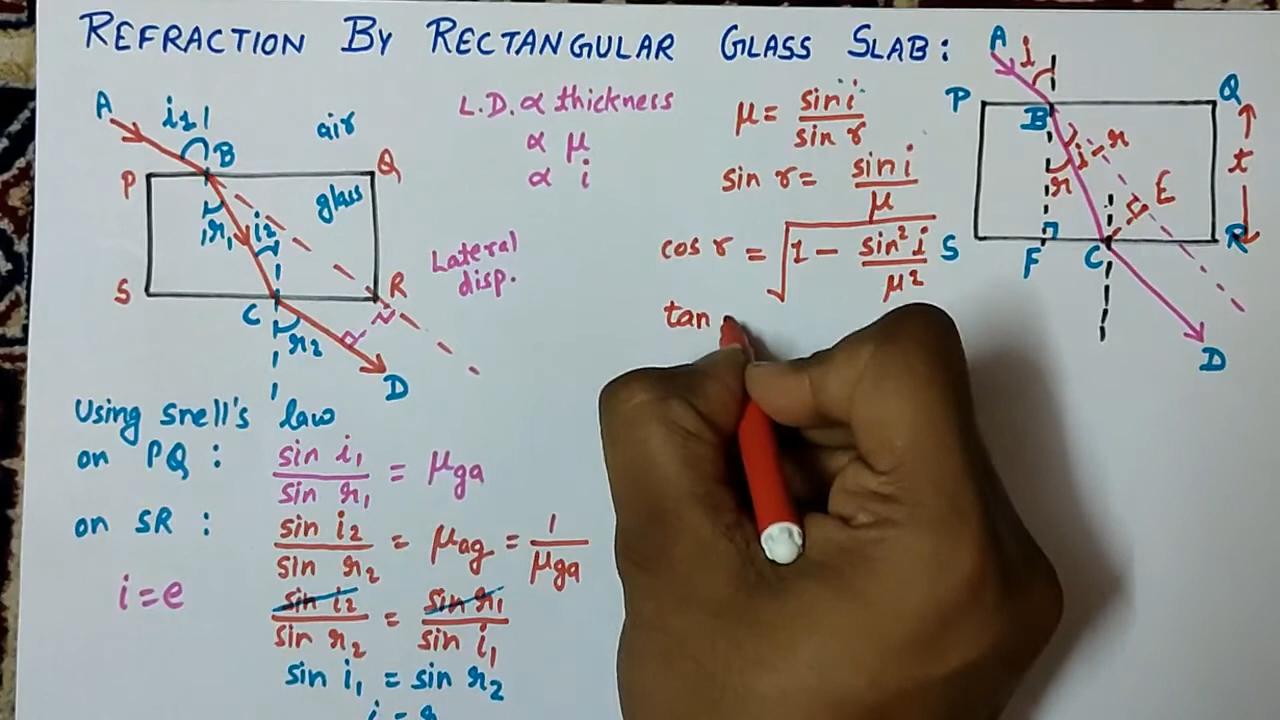 REFRACTION BY RECTANGULAR GLASS SLAB:
A
i1
B
air
P
Q
glass
r1
i2
S
R
C
r2
D
Lateral
disp.
L.D. α thickness
α μ
α i
μ = sin i / sin r
sin r = sin i / μ
cos r = √(1 - sin² i / μ²)
tan
A
i
P
B
Q
i-r
r
t
E
S
F
C
R
D
Using Snell's law
on PQ : sin i1 / sin r1 = μga
on SR : sin i2 / sin r2 = μag = 1 / μga
i = e
sin i2 / sin r2 = sin r1 / sin i1
sin i1 = sin r2